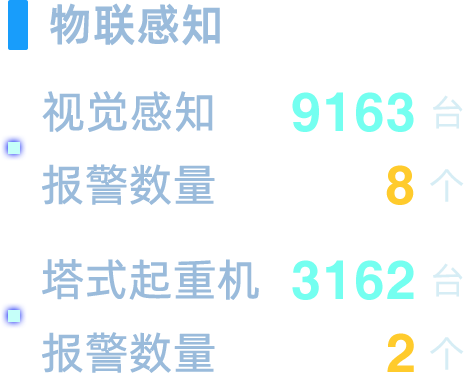 物联感知
视觉感知 9163 台
报警数量 8 个
塔式起重机 3162 台
报警数量 2 个